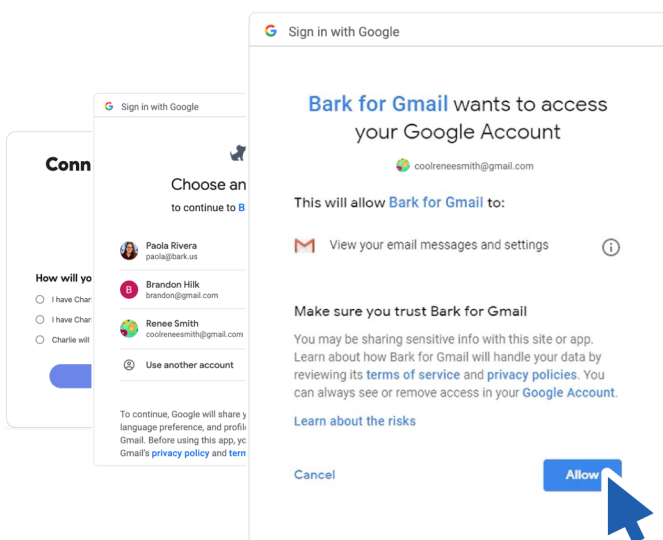 Conn
How will yo
I have Char
I have Char
Charlie will
Sign in with Google
Choose an
to continue to B
Paola Rivera
paola@bark.us
B
Brandon Hilk
brandon@gmail.com
Renee Smith
coolreneesmith@gmail.com
Use another account
To continue, Google will share y
language preference, and profile
Gmail. Before using this app, yo
Gmail's privacy policy and term
Sign in with Google
Bark for Gmail wants to access
your Google Account
coolreneesmith@gmail.com
This will allow Bark for Gmail to:
View your email messages and settings
Make sure you trust Bark for Gmail
You may be sharing sensitive info with this site or app.
Learn about how Bark for Gmail will handle your data by
reviewing its terms of service and privacy policies. You
can always see or remove access in your Google Account.
Learn about the risks
Cancel
Allow